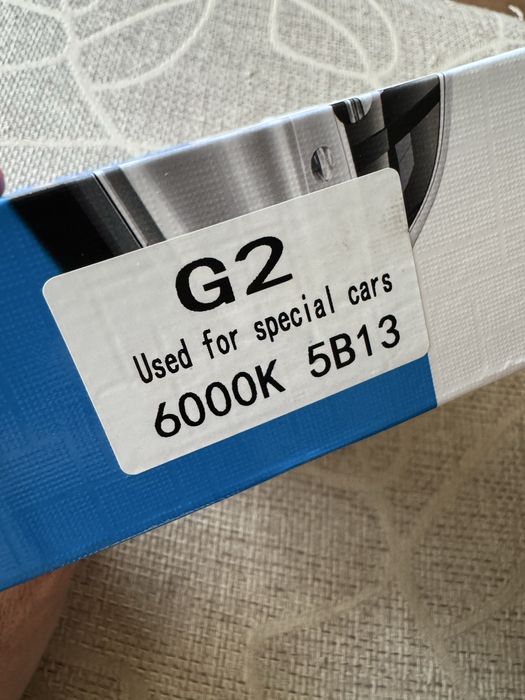 G2
Used for special cars
6000K 5B13